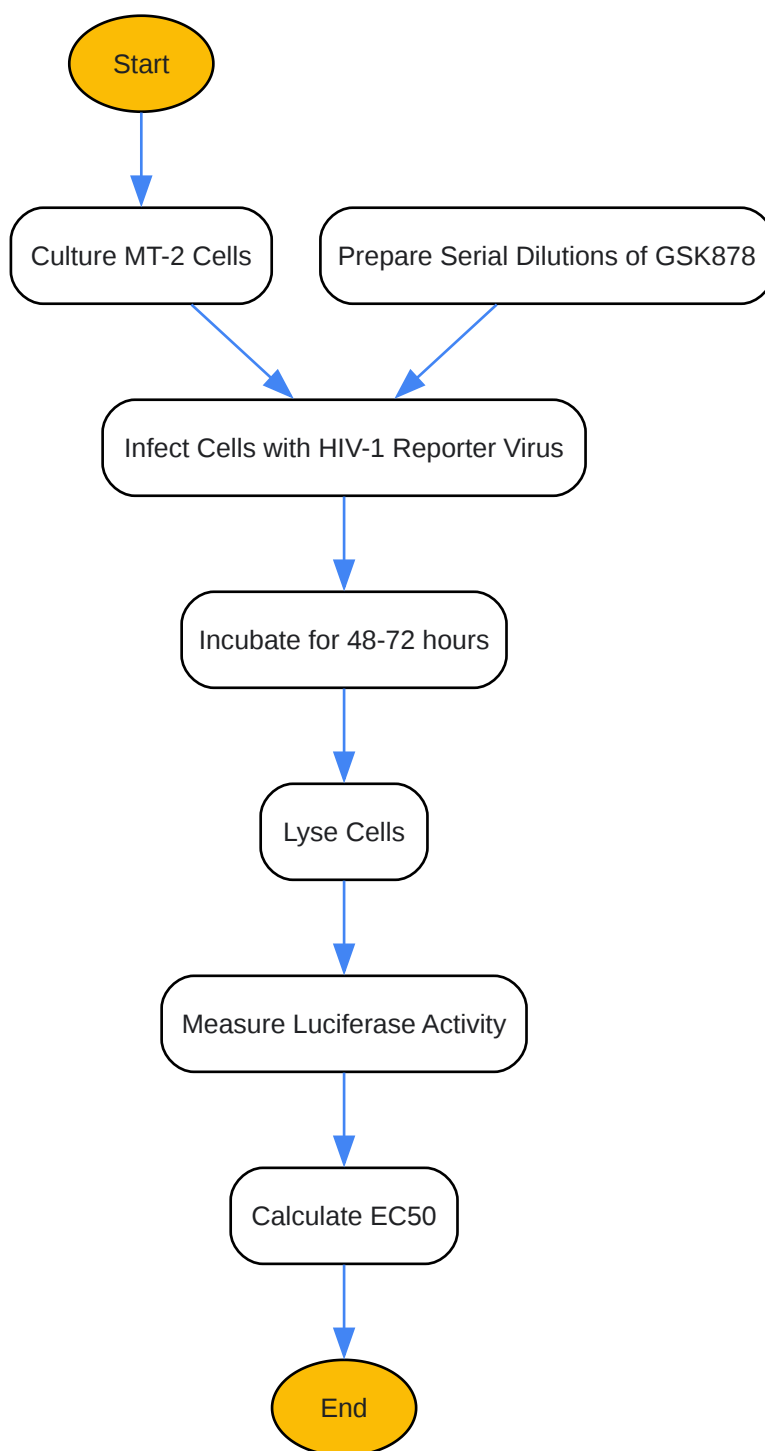 Start
Culture MT-2 Cells
Prepare Serial Dilutions of GSK878
Infect Cells with HIV-1 Reporter Virus
Incubate for 48-72 hours
Lyse Cells
Measure Luciferase Activity
Calculate EC50
End